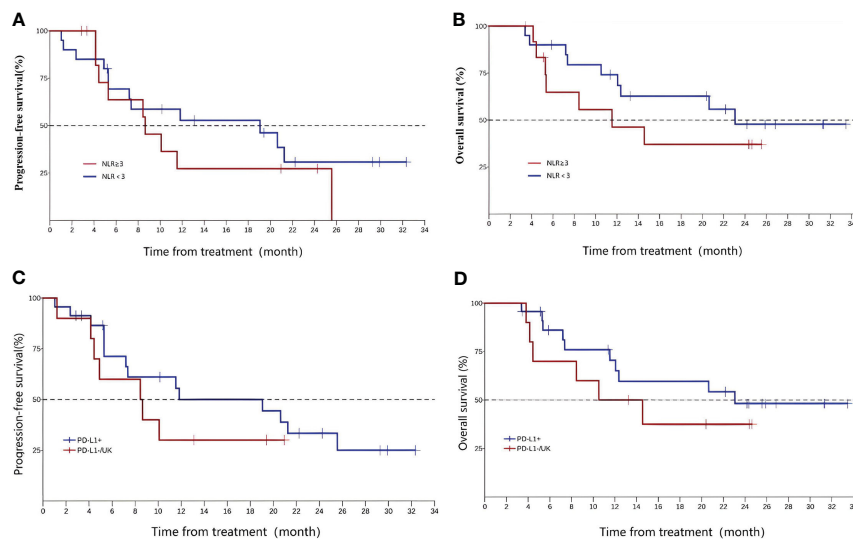 A
Progression-free survival(%)
100
75
50
25
NLR≥3
NLR<3
0 2 4 6 8 10 12 14 16 18 20 22 24 26 28 30 32 34
Time from treatment (month)
B
Overall survival (%)
100
75
50
25
NLR≥3
NLR<3
0 2 4 6 8 10 12 14 16 18 20 22 24 26 28 30 32 34
Time from treatment (month)
C
Progression-free survival(%)
100
75
50
25
PD-L1+
PD-L1-/UK
0 2 4 6 8 10 12 14 16 18 20 22 24 26 28 30 32 34
Time from treatment (month)
D
Overall survival (%)
100
75
50
25
PD-L1+
PD-L1-/UK
0 2 4 6 8 10 12 14 16 18 20 22 24 26 28 30 32 34
Time from treatment (month)